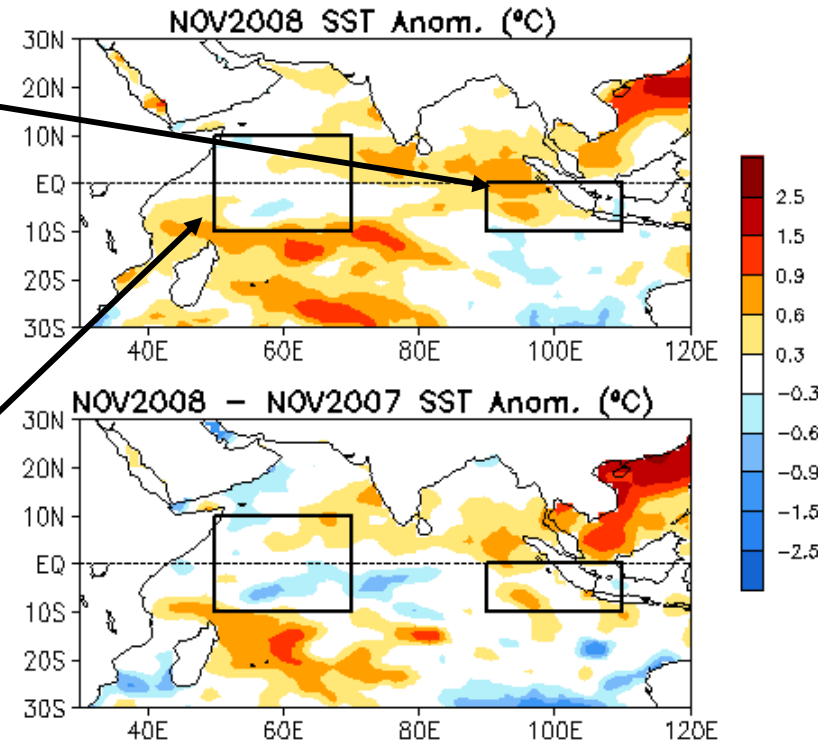 NOV2008 SST Anom. (ºC)
30N
20N
10N
EQ
10S
20S
30S
40E 60E 80E 100E 120E
NOV2008 - NOV2007 SST Anom. (ºC)
30N
20N
10N
EQ
10S
20S
30S
40E 60E 80E 100E 120E
2.5
1.5
0.9
0.6
0.3
-0.3
-0.6
-0.9
-1.5
-2.5